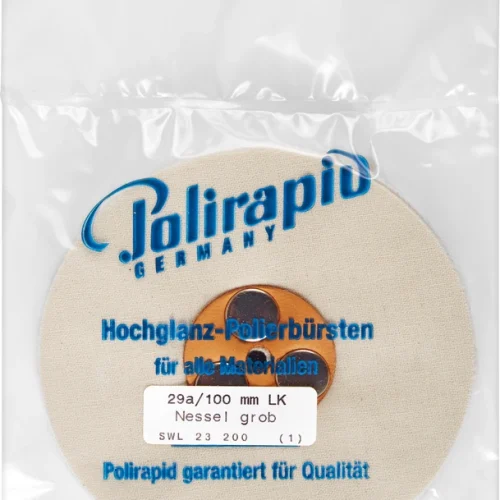 Polirapid
GERMANY
Hochglanz-Polierbürsten
für alle Materialien
29a/100 mm LK
Nessel grob
SWL 23 200 (1)
Polirapid garantiert für Qualität